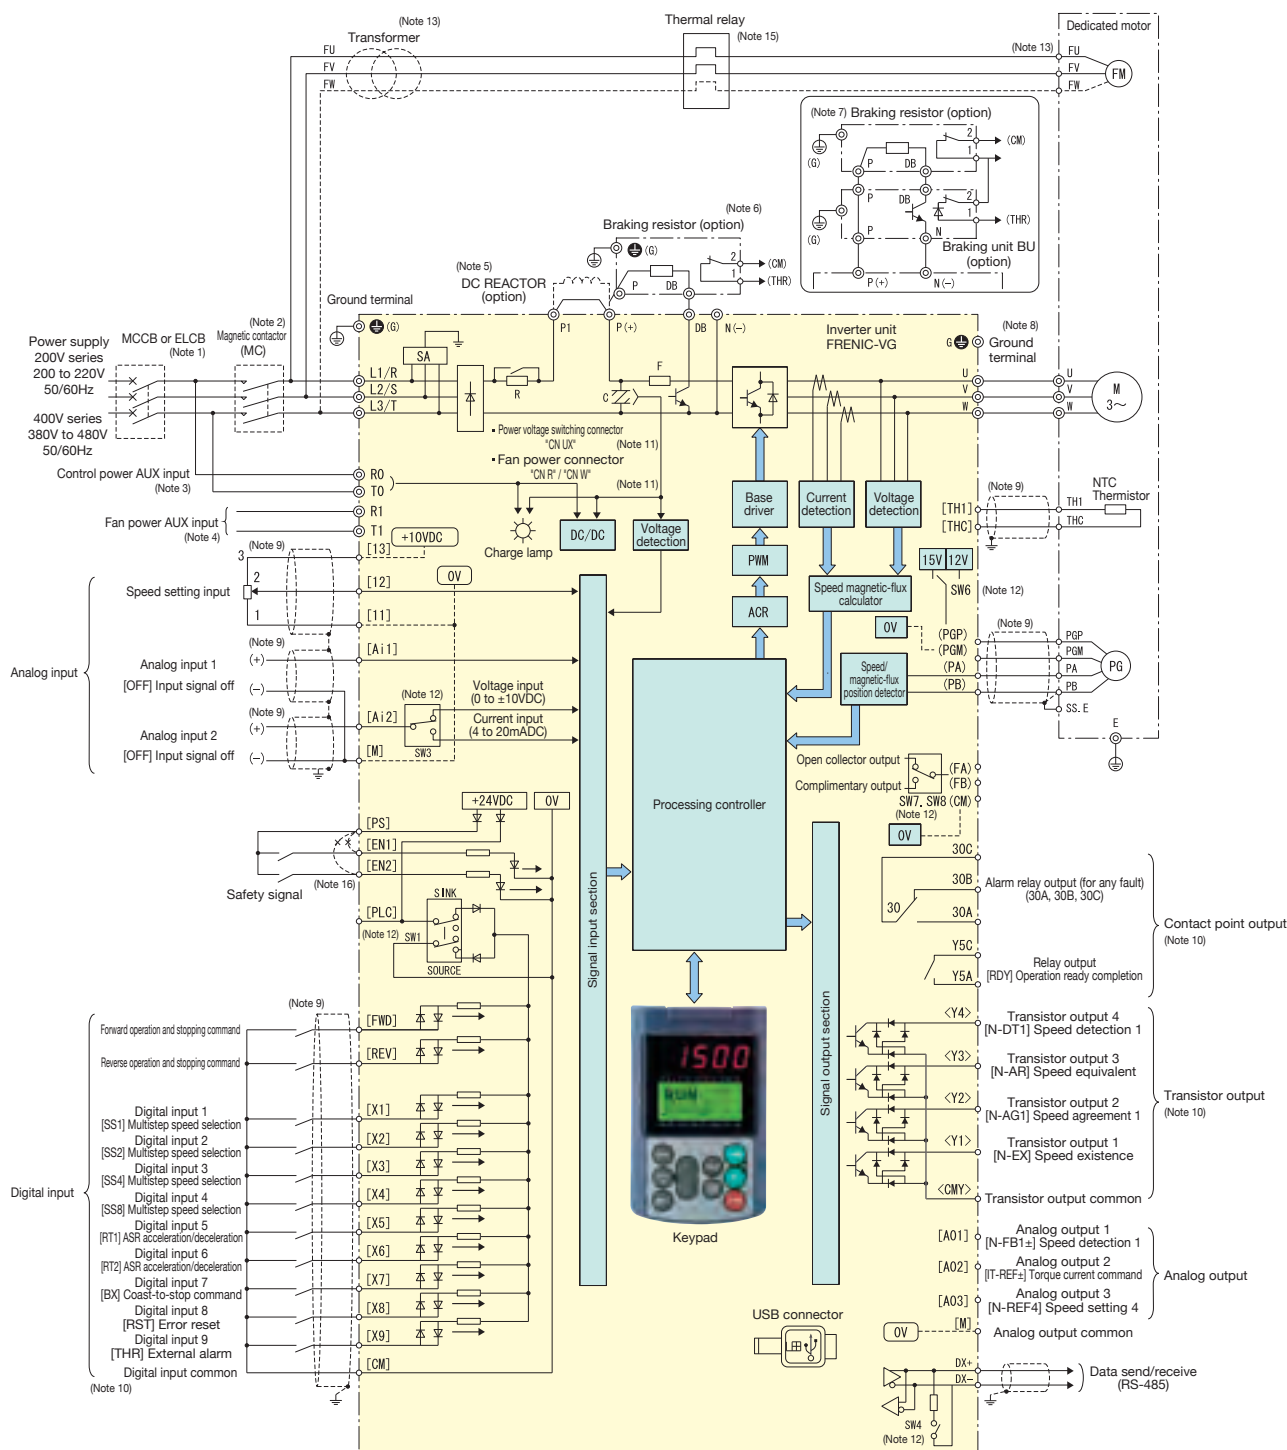 (Note 13)
Transformer
FU
FV
FW
Thermal relay
(Note 15)
Dedicated motor
(Note 13)
FU
FV
FW
FM
(Note 7) Braking resistor (option)
(G)
P
DB
2
1
(CM)
P
DB
2
1
(THR)
(G)
P
N
Braking unit BU
(option)
P(+)
N(-)
(Note 6)
Braking resistor (option)
(G)
P
DB
2
1
(CM)
(THR)
(Note 5)
DC REACTOR
(option)
Ground terminal
(G)
P1
P(+)
DB
N(-)
Inverter unit
FRENIC-VG
(Note 8)
G
Ground
terminal
Power supply
200V series
200 to 220V
50/60Hz
400V series
380V to 480V
50/60Hz
MCCB or ELCB
(Note 1)
(Note 2)
Magnetic contactor
(MC)
L1/R
L2/S
L3/T
SA
R
C
F
U
V
W
U
V
W
M
3~
▪ Power voltage switching connector
"CN UX"
(Note 11)
▪ Fan power connector
"CN R" / "CN W"
(Note 11)
Control power AUX input
(Note 3)
R0
T0
Fan power AUX input
(Note 4)
R1
T1
Charge lamp
DC/DC
Voltage
detection
Base
driver
PWM
ACR
Current
detection
Voltage
detection
Speed magnetic-flux
calculator
[TH1]
[THC]
(Note 9)
TH1
THC
NTC
Thermistor
15V
12V
SW6
(Note 12)
0V
(PGP)
(PGM)
(PA)
(PB)
(Note 9)
PGP
PGM
PA
PB
SS.E
PG
E
Speed/
magnetic-flux
position detector
Analog input
Speed setting input
3
2
1
(Note 9)
[13]
+10VDC
[12]
0V
[11]
(Note 9)
Analog input 1
[OFF] Input signal off
(+)
(-)
[Ai1]
(Note 9)
Analog input 2
[OFF] Input signal off
(+)
(-)
[Ai2]
[M]
(Note 12)
SW3
Voltage input
(0 to ±10VDC)
Current input
(4 to 20mADC)
Processing controller
Signal input section
Signal output section
Open collector output
Complimentary output
(FA)
(FB)
SW7, SW8
(CM)
(Note 12)
0V
+24VDC
0V
[PS]
[EN1]
[EN2]
Safety signal
(Note 16)
[PLC]
(Note 12)
SW1
SINK
SOURCE
30C
30B
30A
30
Alarm relay output (for any fault)
(30A, 30B, 30C)
Y5C
Y5A
Relay output
[RDY] Operation ready completion
Contact point output
(Note 10)
Digital input
(Note 10)
(Note 9)
Forward operation and stopping command
[FWD]
Reverse operation and stopping command
[REV]
Digital input 1
[SS1] Multistep speed selection
[X1]
Digital input 2
[SS2] Multistep speed selection
[X2]
Digital input 3
[SS4] Multistep speed selection
[X3]
Digital input 4
[SS8] Multistep speed selection
[X4]
Digital input 5
[RT1] ASR acceleration/deceleration
[X5]
Digital input 6
[RT2] ASR acceleration/deceleration
[X6]
Digital input 7
[BX] Coast-to-stop command
[X7]
Digital input 8
[RST] Error reset
[X8]
Digital input 9
[THR] External alarm
[X9]
Digital input common
[CM]
1500
RUN
Keypad
USB connector
<Y4>
Transistor output 4
[N-DT1] Speed detection 1
<Y3>
Transistor output 3
[N-AR] Speed equivalent
<Y2>
Transistor output 2
[N-AG1] Speed agreement 1
<Y1>
Transistor output 1
[N-EX] Speed existence
<CMY>
Transistor output common
Transistor output
(Note 10)
[A01]
Analog output 1
[N-FB1±] Speed detection 1
[A02]
Analog output 2
[IT-REF±] Torque current command
[A03]
Analog output 3
[N-REF4] Speed setting 4
Analog output
0V
[M]
Analog output common
DX+
DX-
Data send/receive
(RS-485)
SW4
(Note 12)